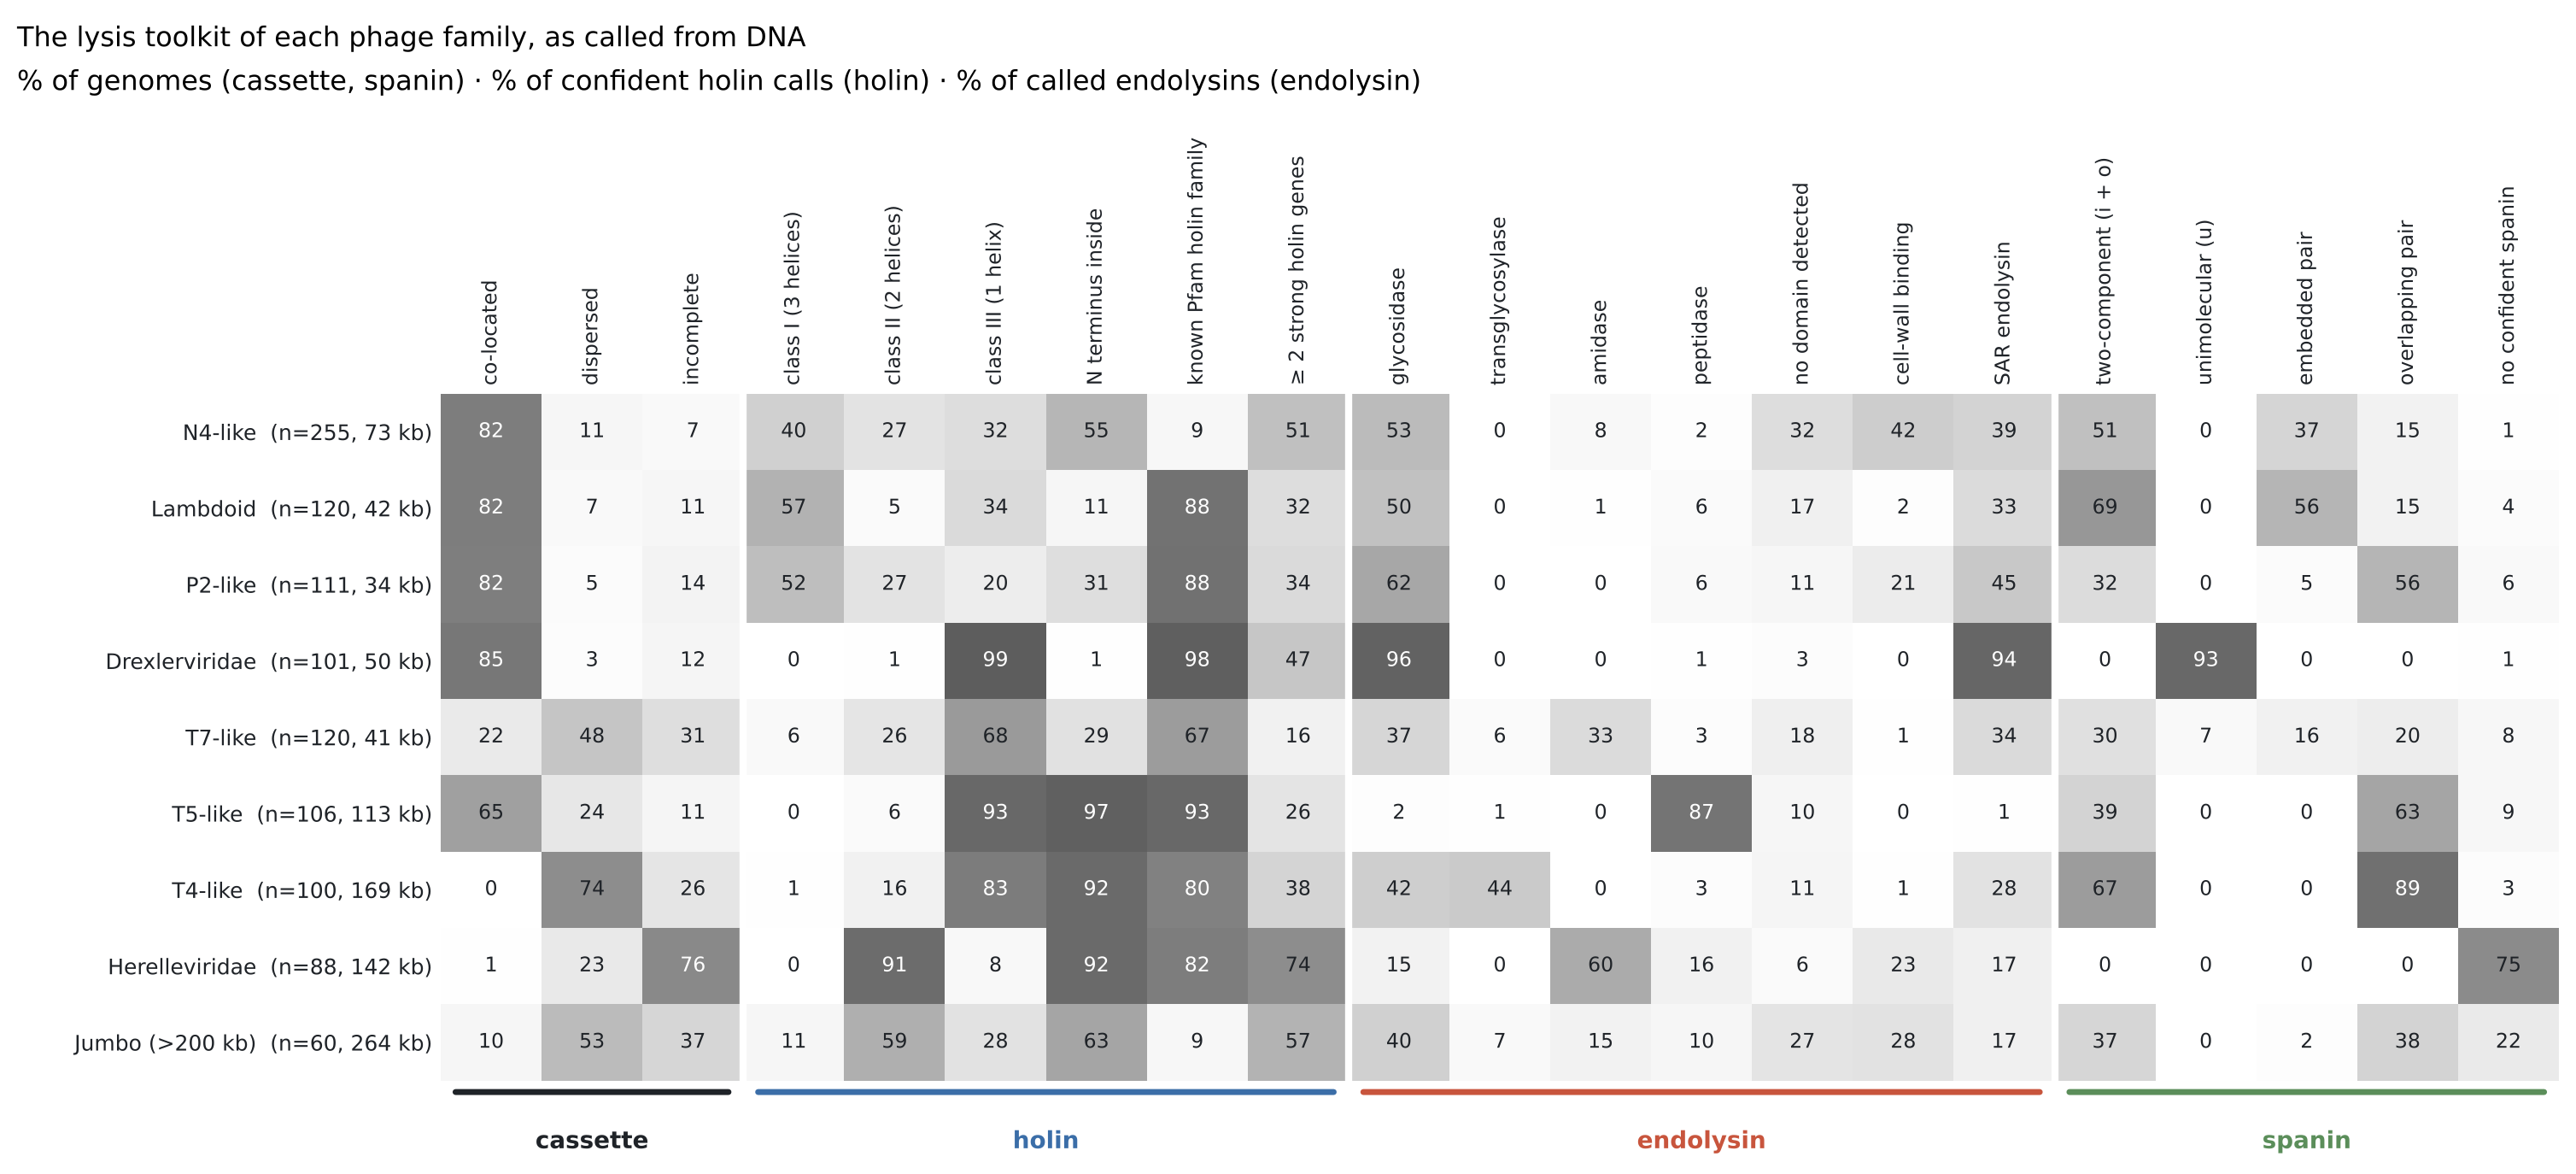 The lysis toolkit of each phage family, as called from DNA
% of genomes (cassette, spanin) · % of confident holin calls (holin) · % of called endolysins (endolysin)
co-located
dispersed
incomplete
class I (3 helices)
class II (2 helices)
class III (1 helix)
N terminus inside
known Pfam holin family
≥ 2 strong holin genes
glycosidase
transglycosylase
amidase
peptidase
no domain detected
cell-wall binding
SAR endolysin
two-component (i + o)
unimolecular (u)
embedded pair
overlapping pair
no confident spanin
N4-like (n=255, 73 kb) 82 11 7 40 27 32 55 9 51 53 0 8 2 32 42 39 51 0 37 15 1
Lambdoid (n=120, 42 kb) 82 7 11 57 5 34 11 88 32 50 0 1 6 17 2 33 69 0 56 15 4
P2-like (n=111, 34 kb) 82 5 14 52 27 20 31 88 34 62 0 0 6 11 21 45 32 0 5 56 6
Drexlerviridae (n=101, 50 kb) 85 3 12 0 1 99 1 98 47 96 0 0 1 3 0 94 0 93 0 0 1
T7-like (n=120, 41 kb) 22 48 31 6 26 68 29 67 16 37 6 33 3 18 1 34 30 7 16 20 8
T5-like (n=106, 113 kb) 65 24 11 0 6 93 97 93 26 2 1 0 87 10 0 1 39 0 0 63 9
T4-like (n=100, 169 kb) 0 74 26 1 16 83 92 80 38 42 44 0 3 11 1 28 67 0 0 89 3
Herelleviridae (n=88, 142 kb) 1 23 76 0 91 8 92 82 74 15 0 60 16 6 23 17 0 0 0 0 75
Jumbo (>200 kb) (n=60, 264 kb) 10 53 37 11 59 28 63 9 57 40 7 15 10 27 28 17 37 0 2 38 22
cassette holin endolysin spanin